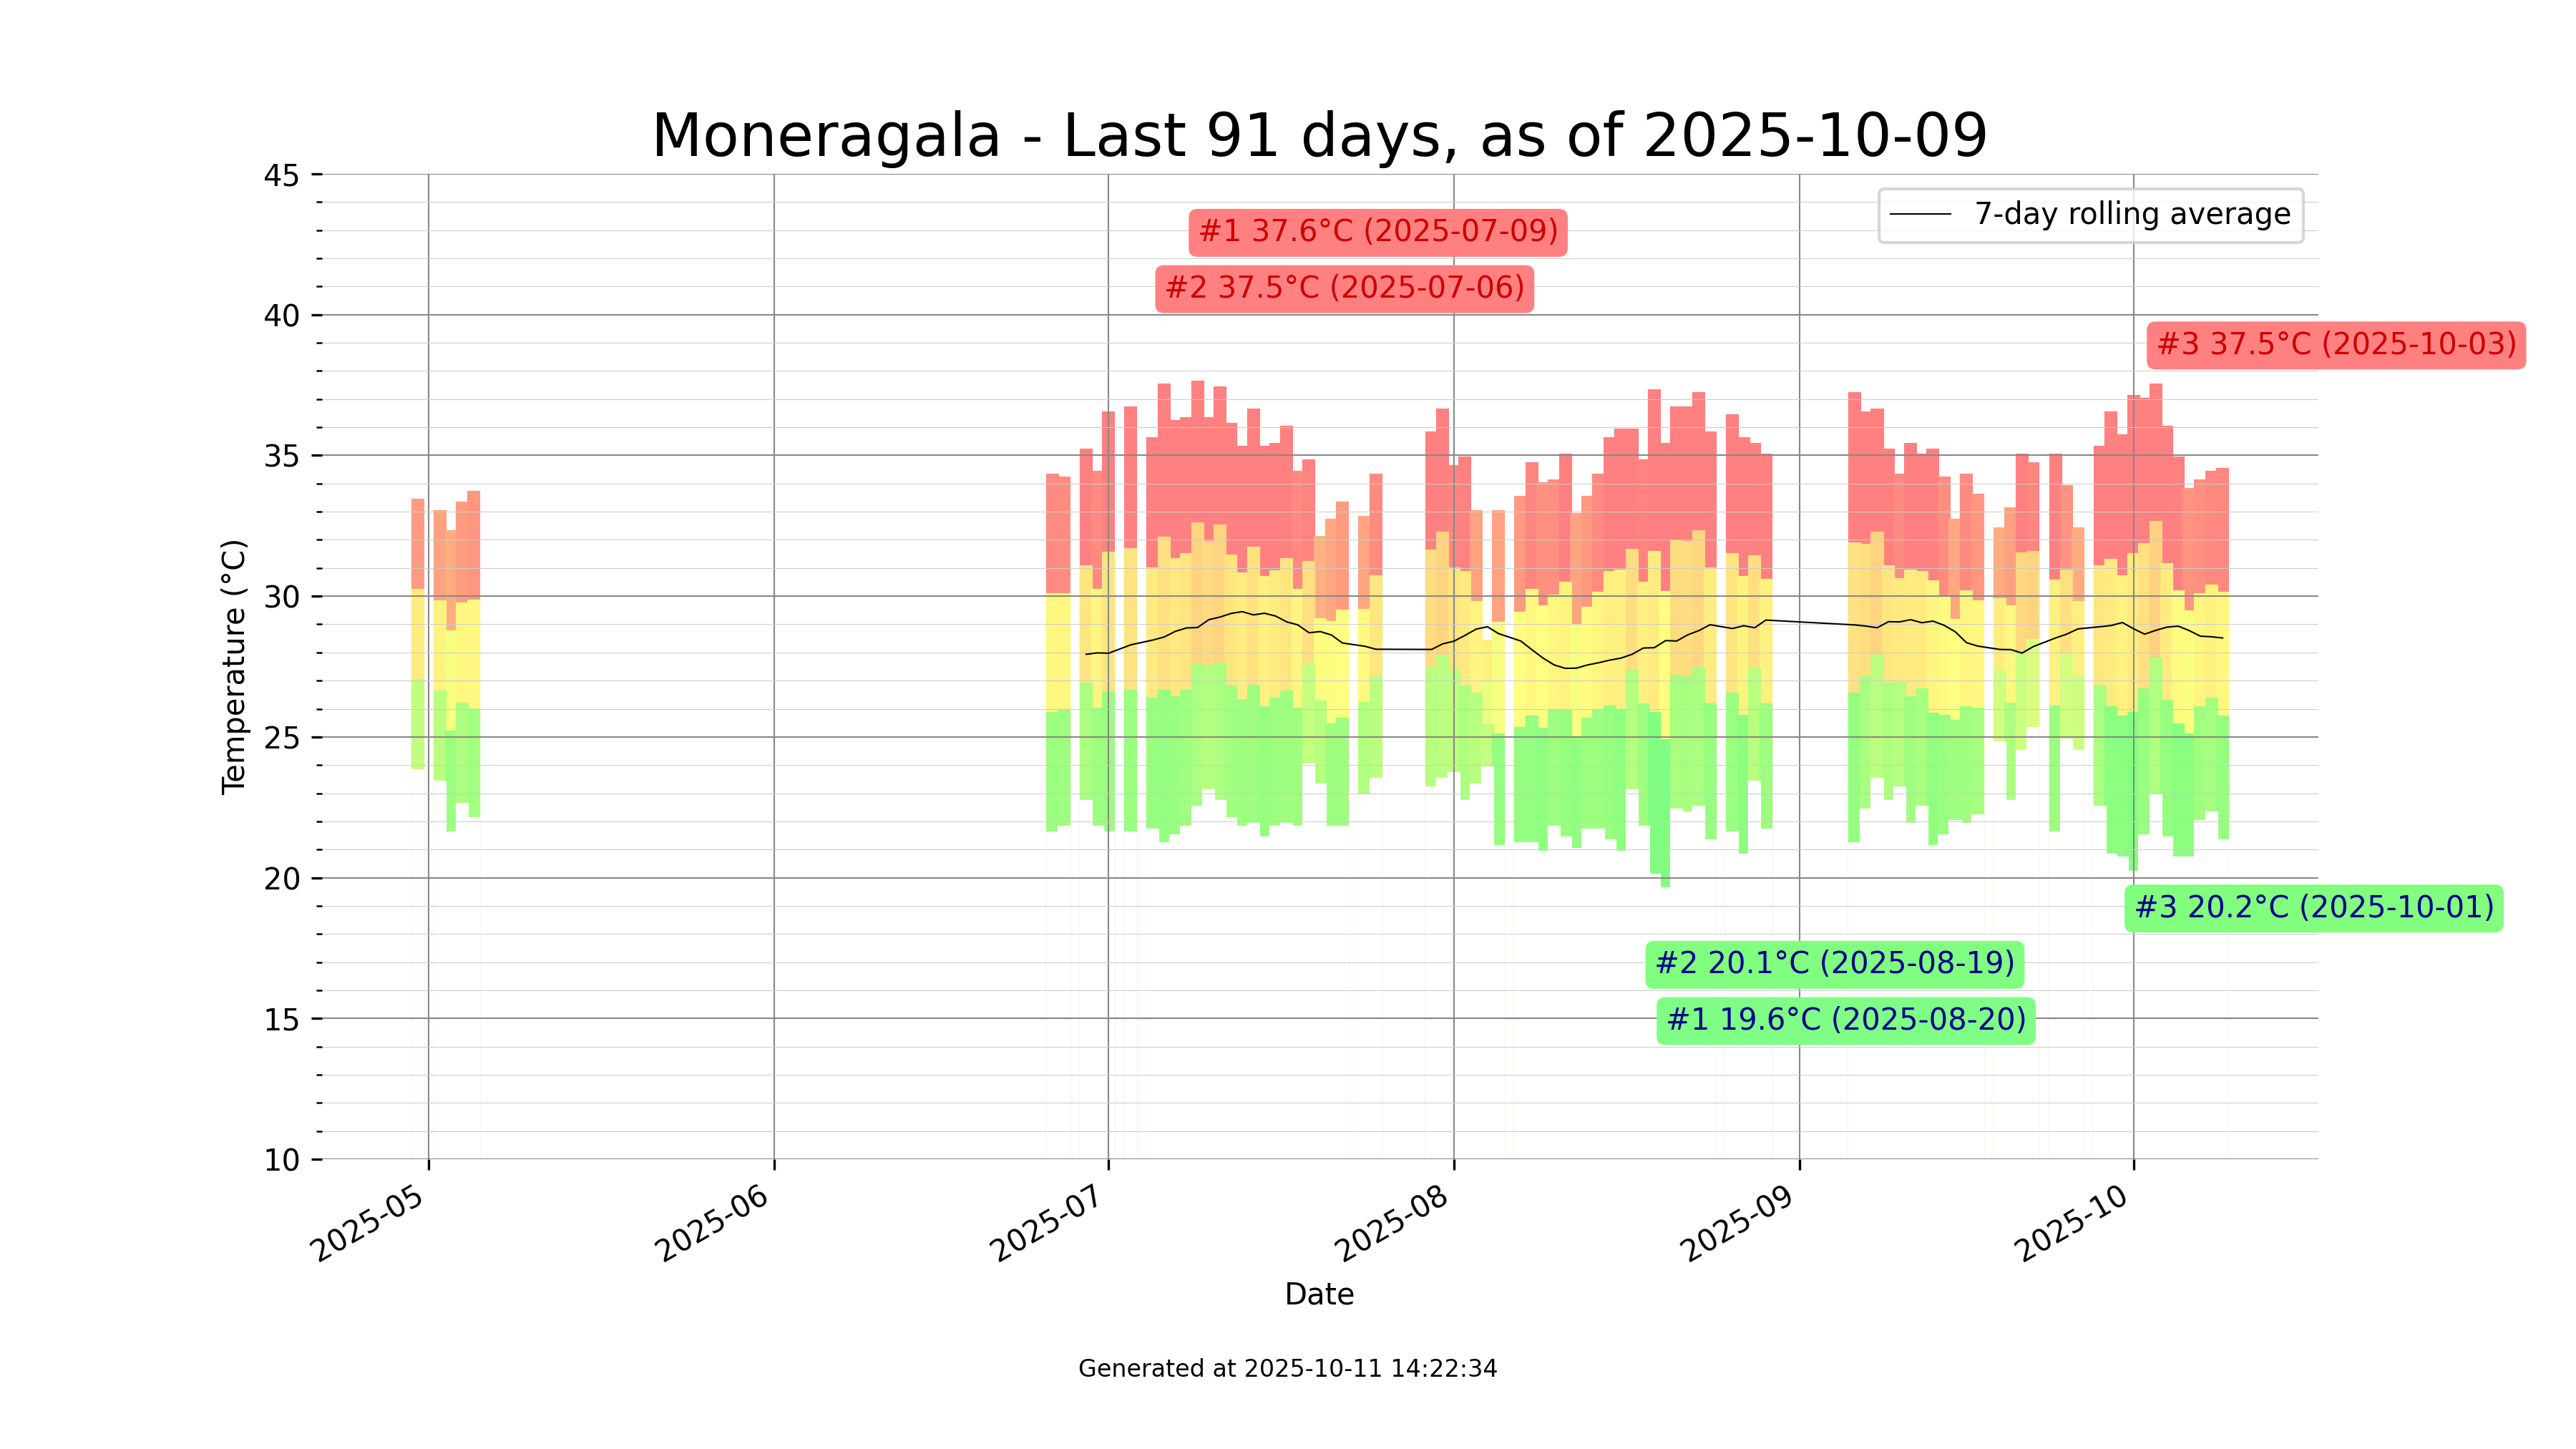 Moneragala - Last 91 days, as of 2025-10-09
7-day rolling average
#1 37.6°C (2025-07-09)
#2 37.5°C (2025-07-06)
#3 37.5°C (2025-10-03)
#3 20.2°C (2025-10-01)
#2 20.1°C (2025-08-19)
#1 19.6°C (2025-08-20)
Temperature (°C)
45
40
35
30
25
20
15
10
2025-05
2025-06
2025-07
2025-08
2025-09
2025-10
Date
Generated at 2025-10-11 14:22:34